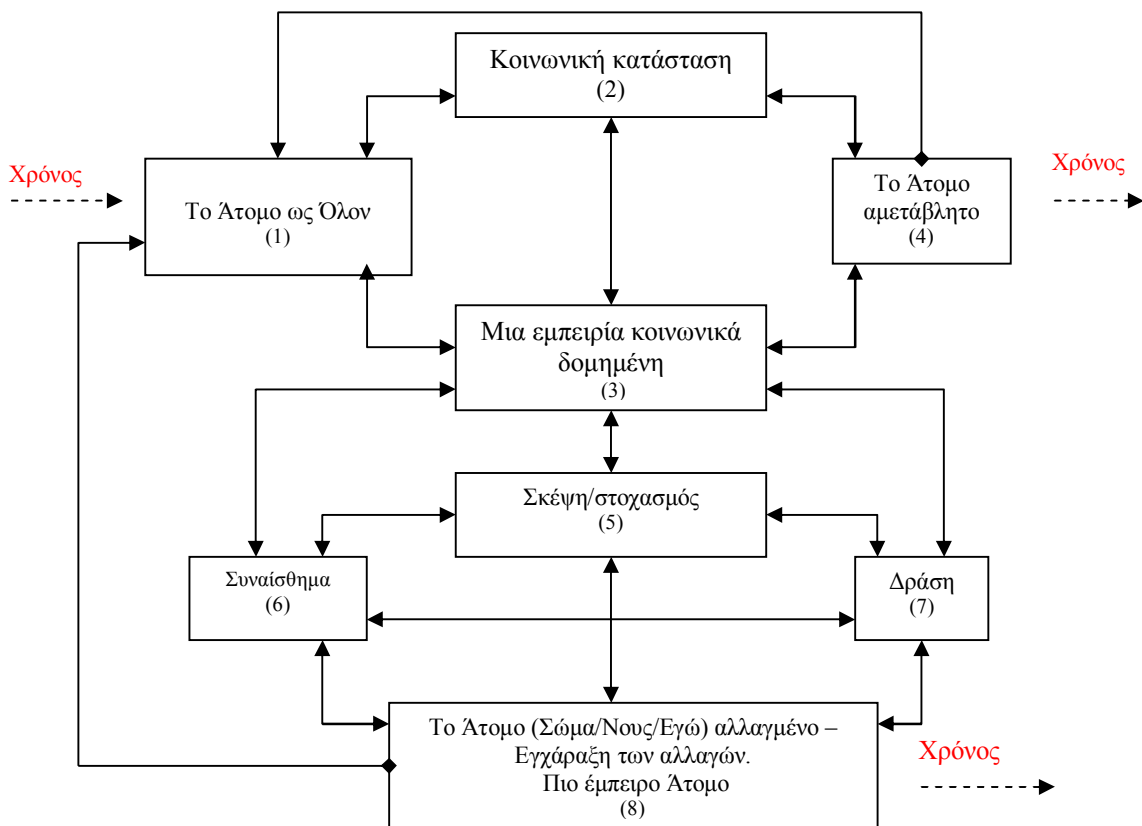 Κοινωνική κατάσταση
(2)
Χρόνος
Το Άτομο ως Όλον
(1)
Το Άτομο
αμετάβλητο
(4)
Χρόνος
Μια εμπειρία κοινωνικά
δομημένη
(3)
Σκέψη/στοχασμός
(5)
Συναίσθημα
(6)
Δράση
(7)
Το Άτομο (Σώμα/Νους/Εγώ) αλλαγμένο –
Εγχάραξη των αλλαγών.
Πιο έμπειρο Άτομο
(8)
Χρόνος